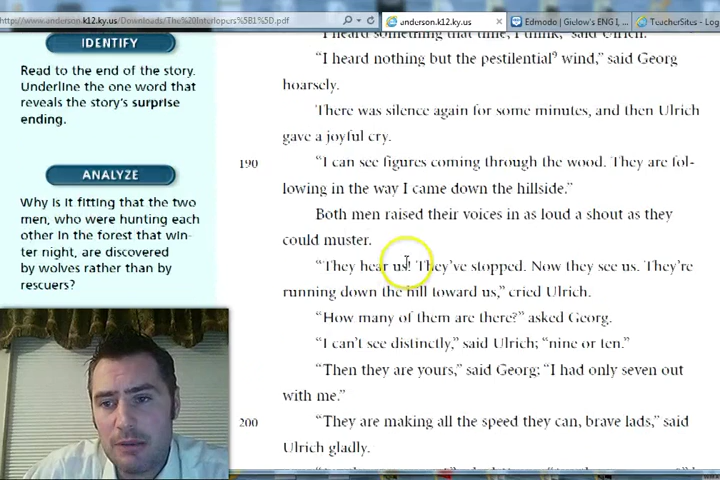 www.anderson.k12.ky.us/Downloads/The%20Interlopers%5B1%5D.pdf
anderson.k12.ky.us
Edmodo | Gielow's ENG I, ...
TeacherSites - Log
"I heard something that time, I think," said Ulrich.
IDENTIFY
Read to the end of the story.
Underline the one word that
reveals the story's surprise
ending.
ANALYZE
Why is it fitting that the two
men, who were hunting each
other in the forest that win-
ter night, are discovered
by wolves rather than by
rescuers?
"I heard nothing but the pestilential⁹ wind," said Georg
hoarsely.
There was silence again for some minutes, and then Ulrich
gave a joyful cry.
190 "I can see figures coming through the wood. They are fol-
lowing in the way I came down the hillside."
Both men raised their voices in as loud a shout as they
could muster.
"They hear us! They've stopped. Now they see us. They're
running down the hill toward us," cried Ulrich.
"How many of them are there?" asked Georg.
"I can't see distinctly," said Ulrich; "nine or ten."
"Then they are yours," said Georg; "I had only seven out
with me."
200 "They are making all the speed they can, brave lads," said
Ulrich gladly.